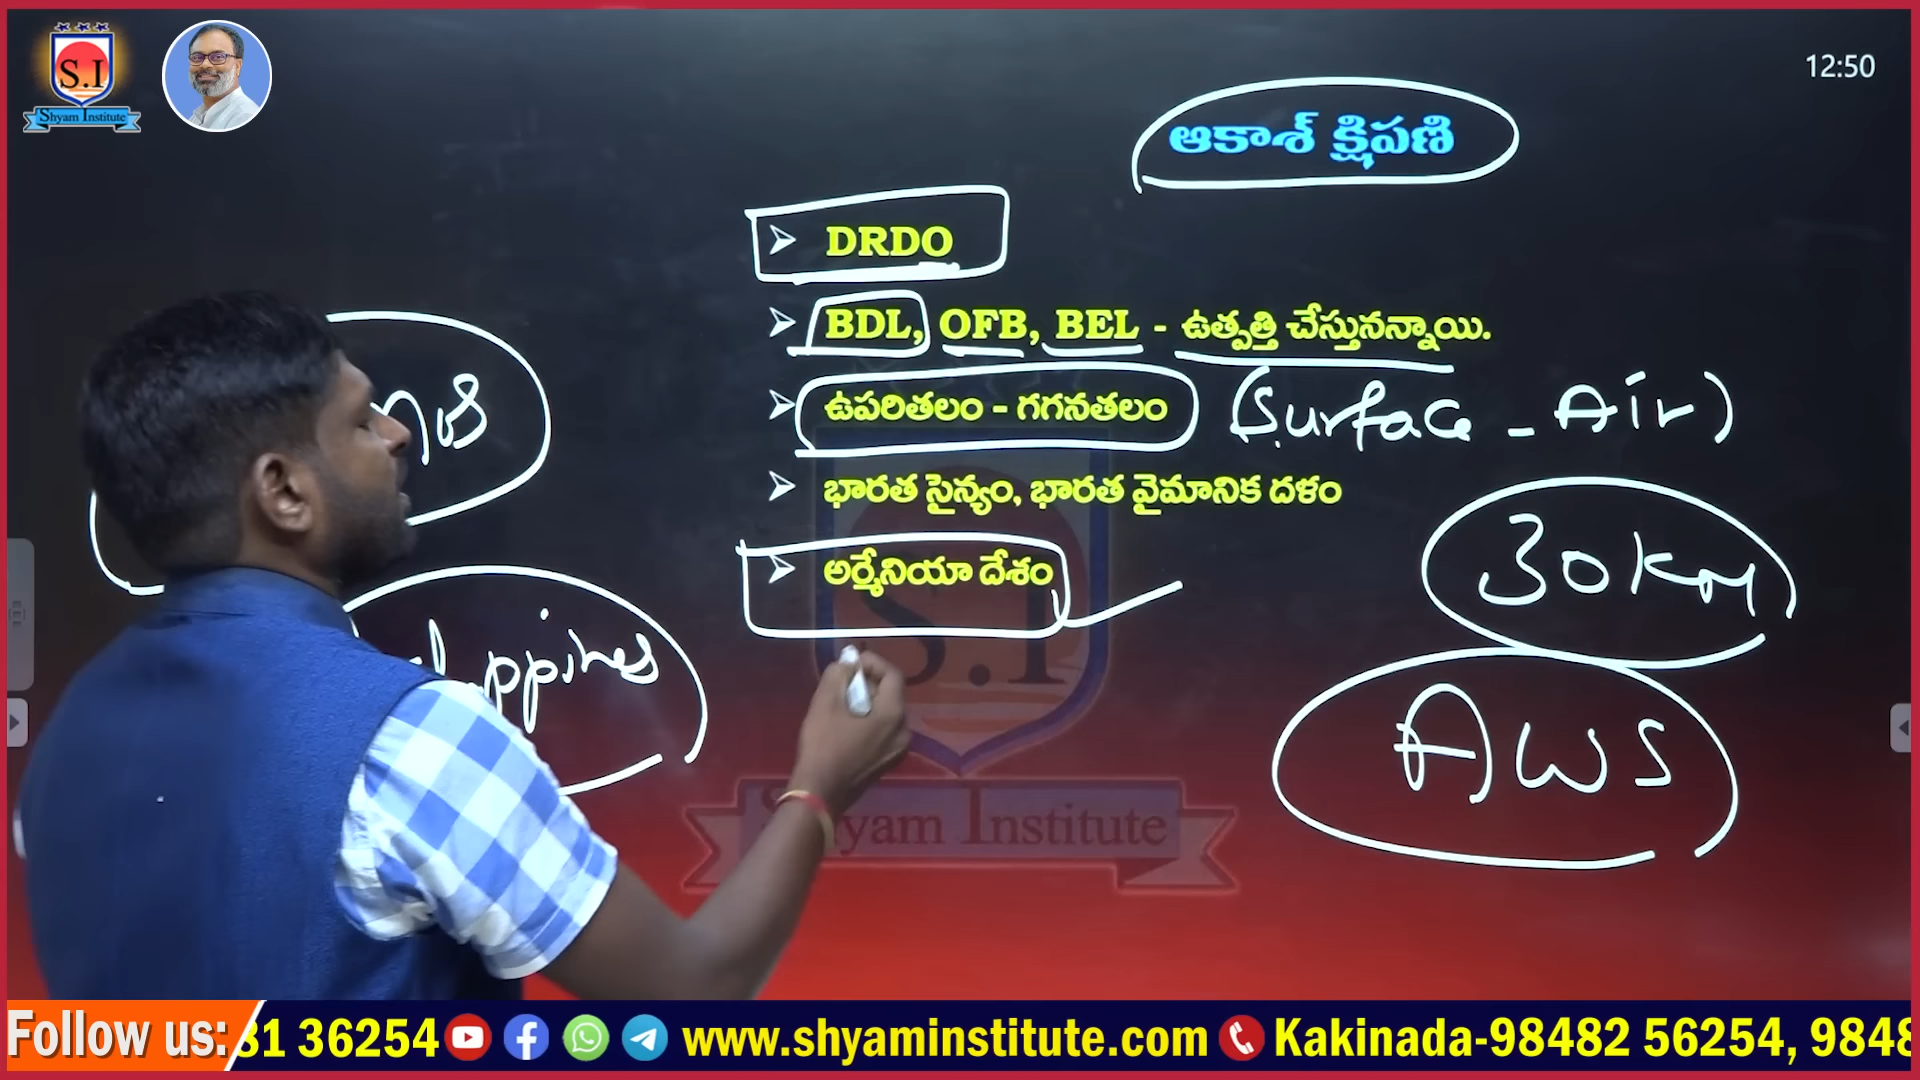 S.I
Shyam Institute
12:50
ఆకాశ్ క్షిపణి
➢ DRDO
➢ BDL, OFB, BEL - ఉత్పత్తి చేస్తునన్నాయి.
➢ ఉపరితలం - గగనతలం (Surface - Air)
➢ భారత సైన్యం, భారత వైమానిక దళం
➢ అర్మేనియా దేశం
30KM
AWS
S.I
Shyam Institute
Follow us: 31 36254 www.shyaminstitute.com Kakinada-98482 56254, 9848